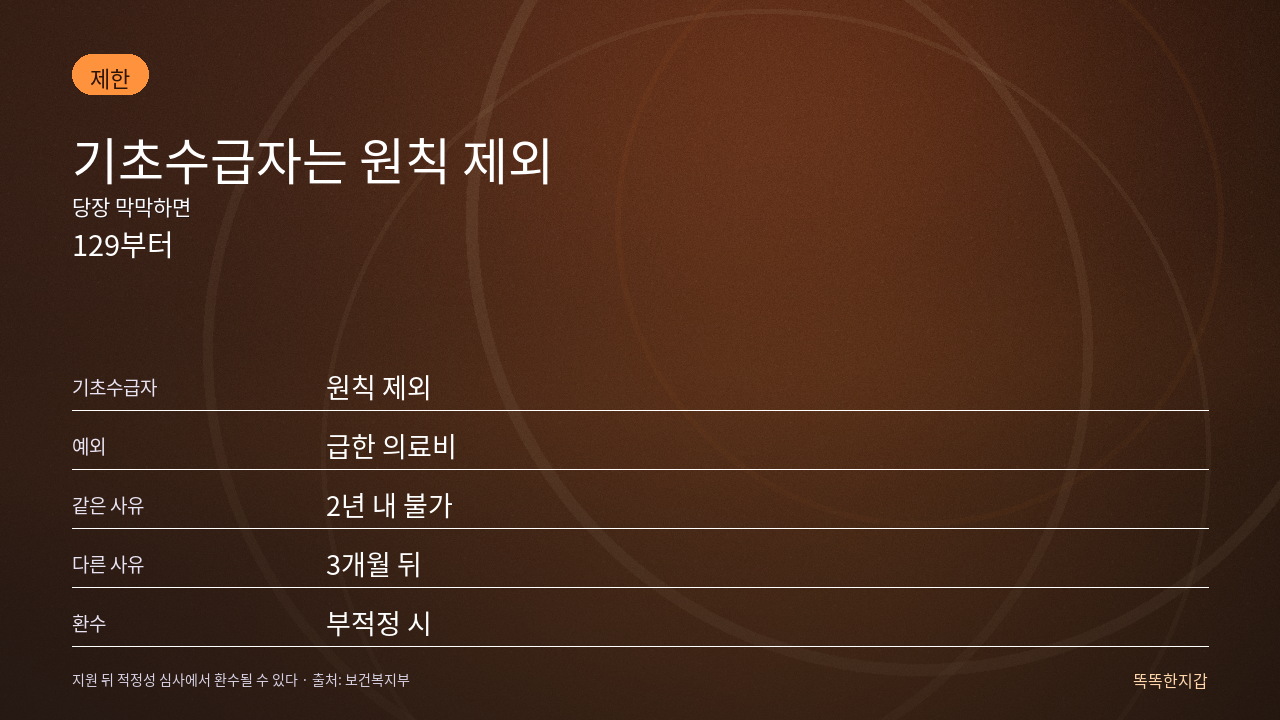 제한
기초수급자는 원칙 제외
당장 막막하면
129부터
기초수급자 원칙 제외
예외 급한 의료비
같은 사유 2년 내 불가
다른 사유 3개월 뒤
환수 부적정 시
지원 뒤 적정성 심사에서 환수될 수 있다 · 출처: 보건복지부
똑똑한지갑